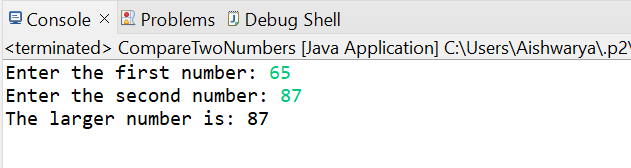 Console × Problems Debug Shell
<terminated> CompareTwoNumbers [Java Application] C:\Users\Aishwarya\.p2\
Enter the first number: 65
Enter the second number: 87
The larger number is: 87